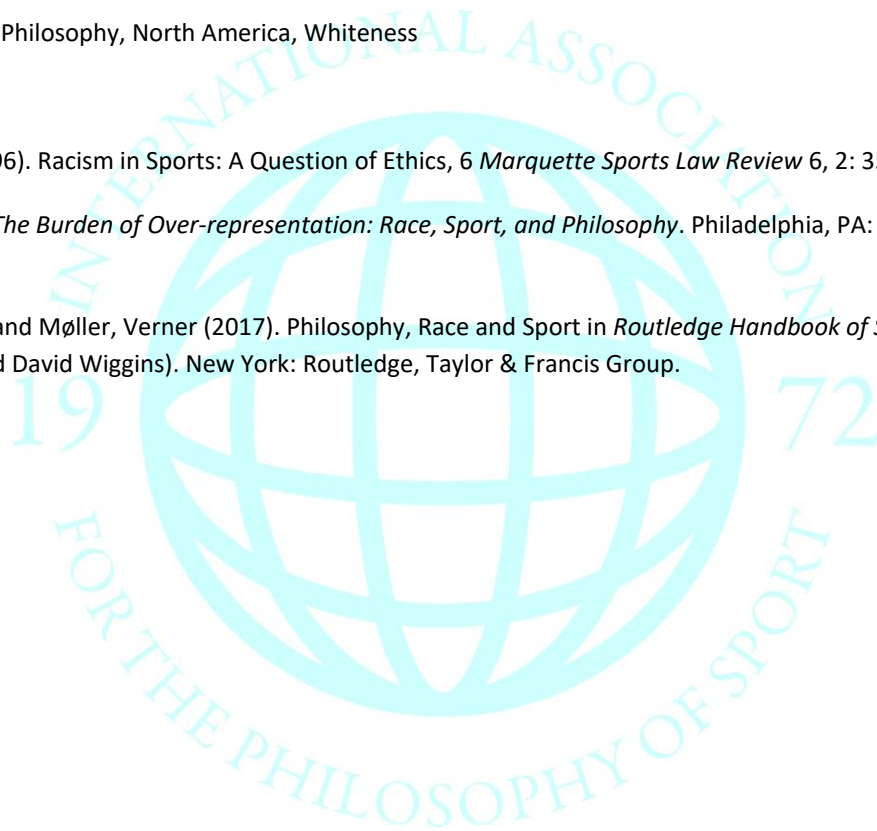 Philosophy, North America, Whiteness
06). Racism in Sports: A Question of Ethics, 6 Marquette Sports Law Review 6, 2: 3
The Burden of Over-representation: Race, Sport, and Philosophy. Philadelphia, PA:
and Møller, Verner (2017). Philosophy, Race and Sport in Routledge Handbook of S
d David Wiggins). New York: Routledge, Taylor & Francis Group.
INTERNATIONAL ASSOCIATION
19 72
FOR THE PHILOSOPHY OF SPORT